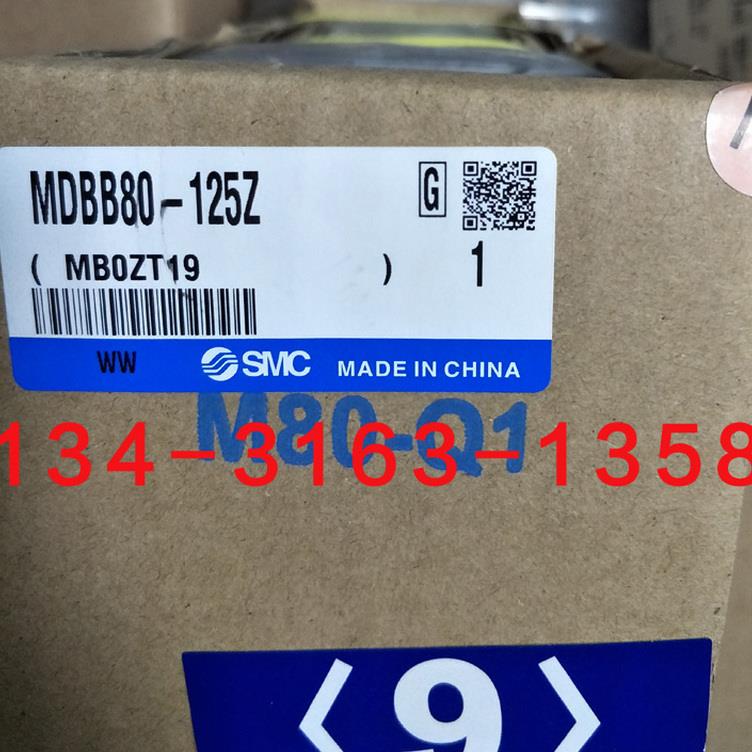 MDBB80-125Z
G
( MB0ZT19 )
1
WW
SMC
MADE IN CHINA
M80-Q1
134-3163-1358
〈9〉